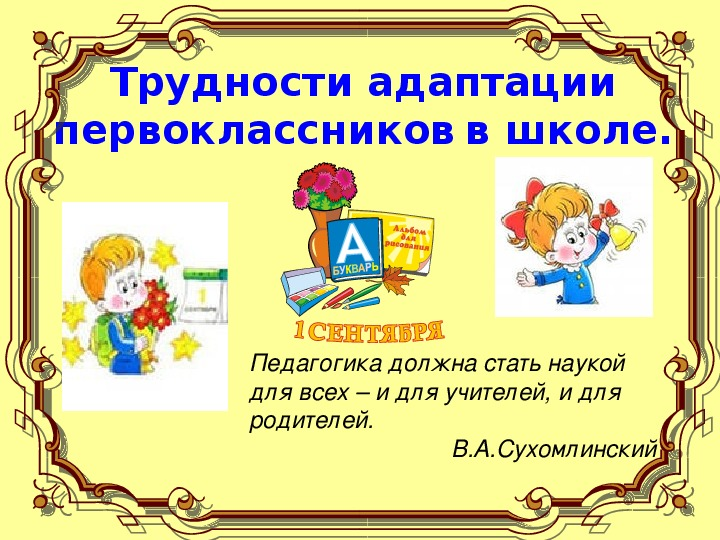 Трудности адаптации
первоклассников в школе.
Альбом
для
рисования
А
БУКВАРЬ
1
СЕНТЯБРЯ
1 СЕНТЯБРЯ
Педагогика должна стать наукой
для всех – и для учителей, и для
родителей.
В.А.Сухомлинский